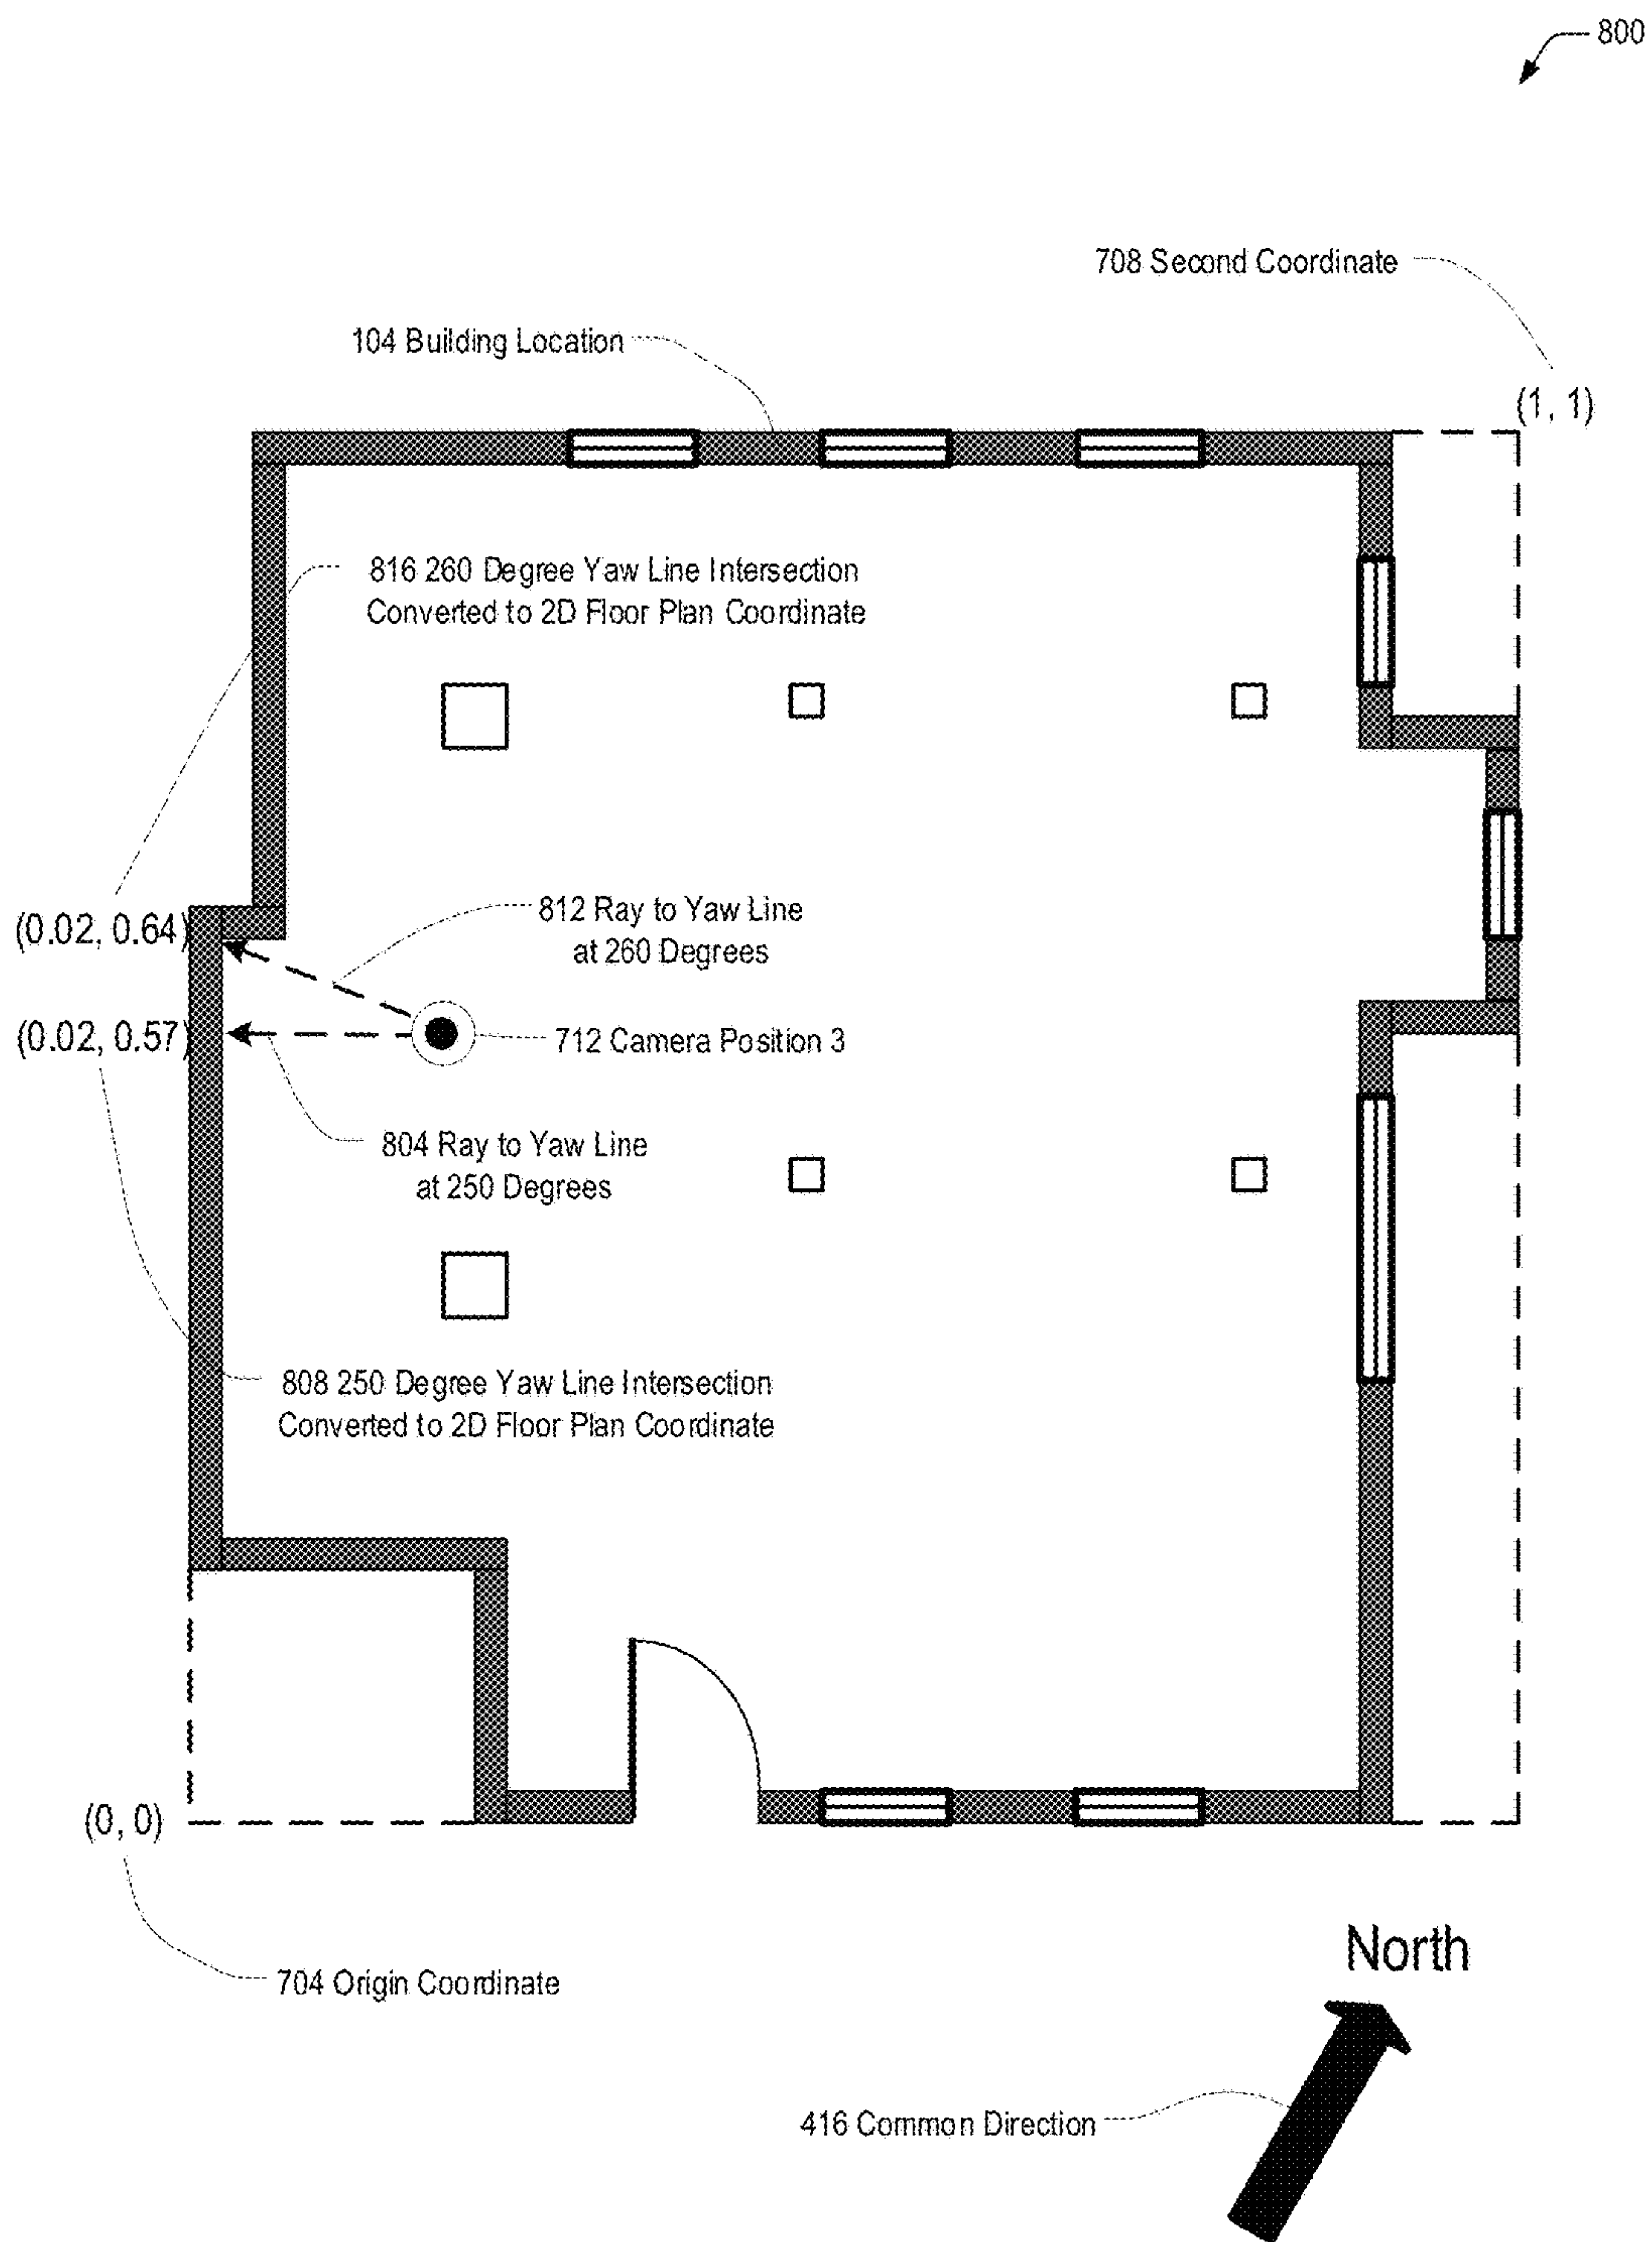 800
708 Second Coordinate
104 Building Location
(1, 1)
816 260 Degree Yaw Line Intersection
Converted to 2D Floor Plan Coordinate
(0.02, 0.64)
812 Ray to Yaw Line
at 260 Degrees
(0.02, 0.57)
712 Camera Position 3
804 Ray to Yaw Line
at 250 Degrees
808 250 Degree Yaw Line Intersection
Converted to 2D Floor Plan Coordinate
(0, 0)
North
704 Origin Coordinate
416 Common Direction